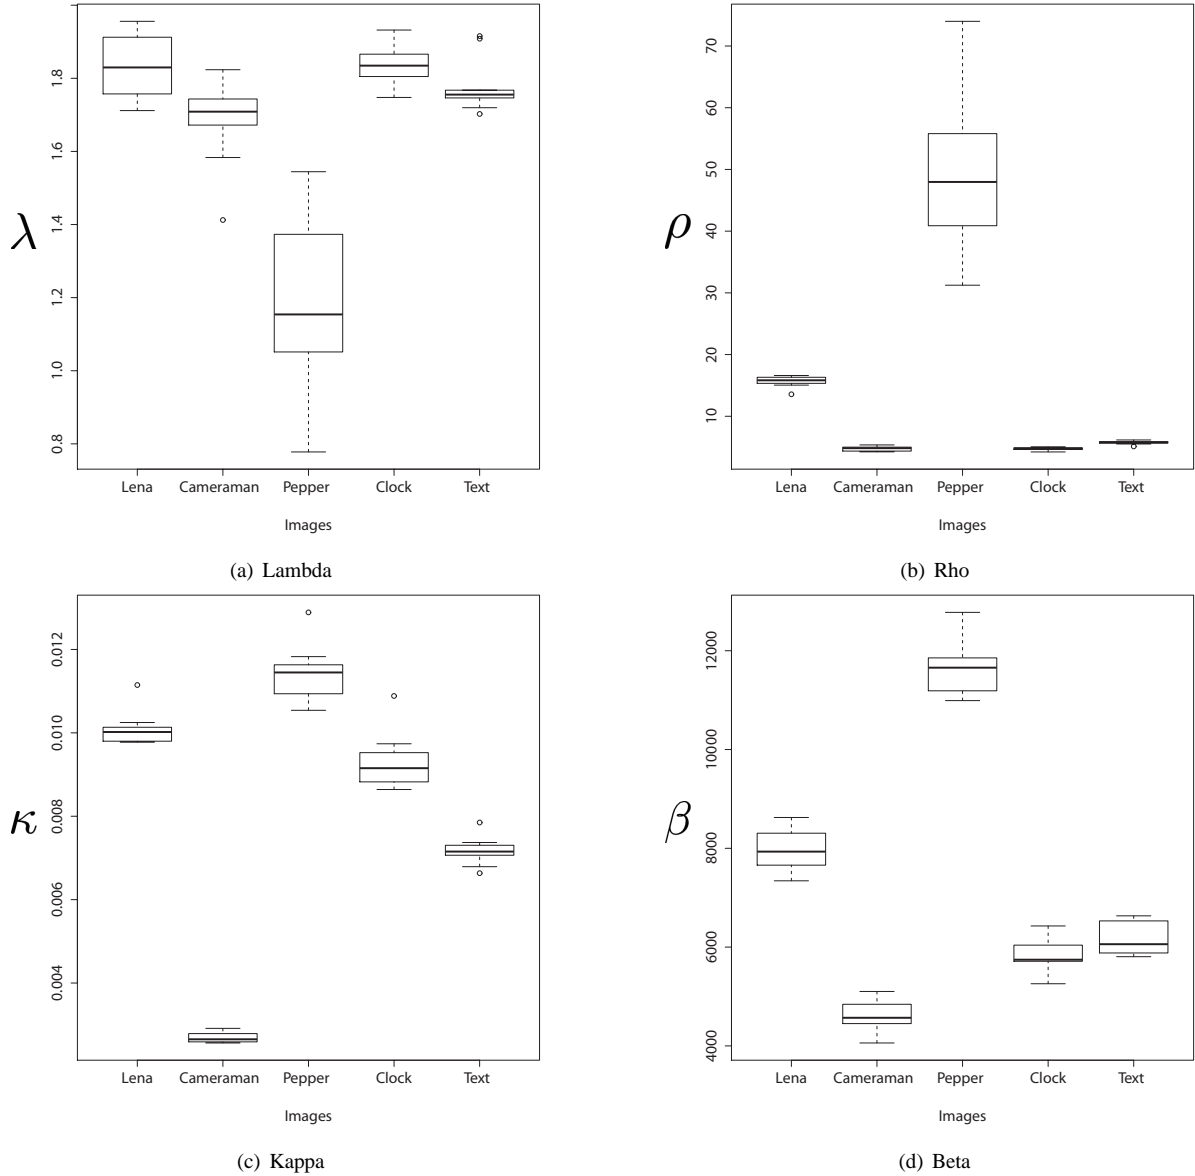 λ
0.8 1.0 1.2 1.4 1.6 1.8
Lena Cameraman Pepper Clock Text
Images
(a) Lambda
ρ
10 20 30 40 50 60 70
Lena Cameraman Pepper Clock Text
Images
(b) Rho
κ
0.004 0.006 0.008 0.010 0.012
Lena Cameraman Pepper Clock Text
Images
(c) Kappa
β
4000 6000 8000 10000 12000
Lena Cameraman Pepper Clock Text
Images
(d) Beta